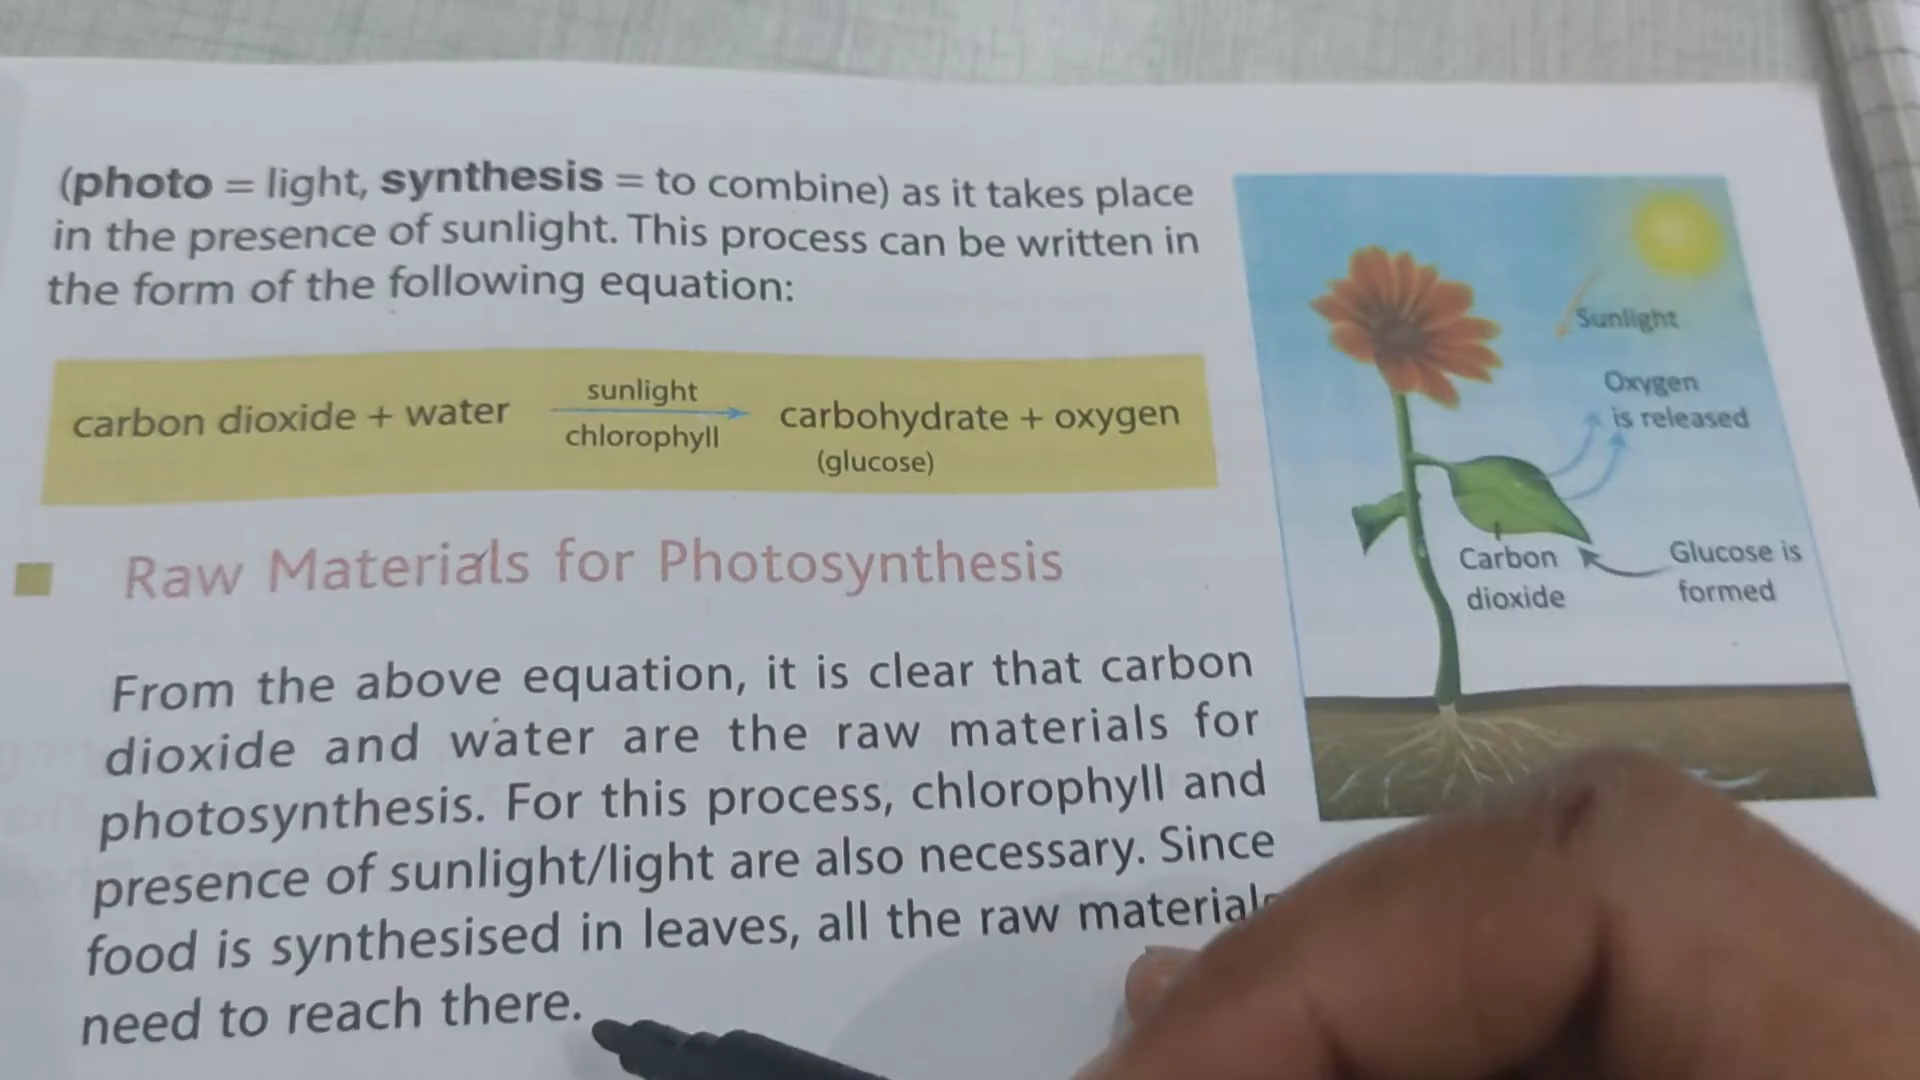 (photo = light, synthesis = to combine) as it takes place
in the presence of sunlight. This process can be written in
the form of the following equation:
sunlight
carbon dioxide + water carbohydrate + oxygen
chlorophyll
(glucose)
Raw Materials for Photosynthesis
From the above equation, it is clear that carbon
dioxide and water are the raw materials for
photosynthesis. For this process, chlorophyll and
presence of sunlight/light are also necessary. Since
food is synthesised in leaves, all the raw materials
need to reach there.
Sunlight
Oxygen
is released
Carbon
dioxide
Glucose is
formed